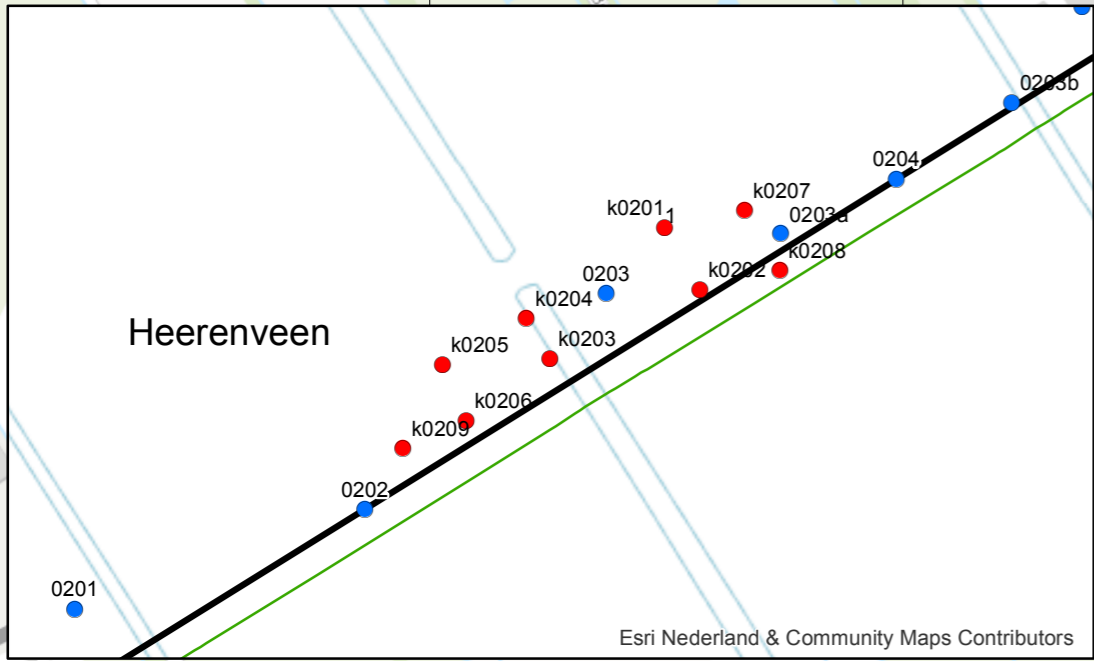 0203b
0204
k0207
k0201
1
0203a
k0208
k0202
0203
k0204
Heerenveen
k0203
k0205
k0206
k0209
0202
0201
Esri Nederland & Community Maps Contributors